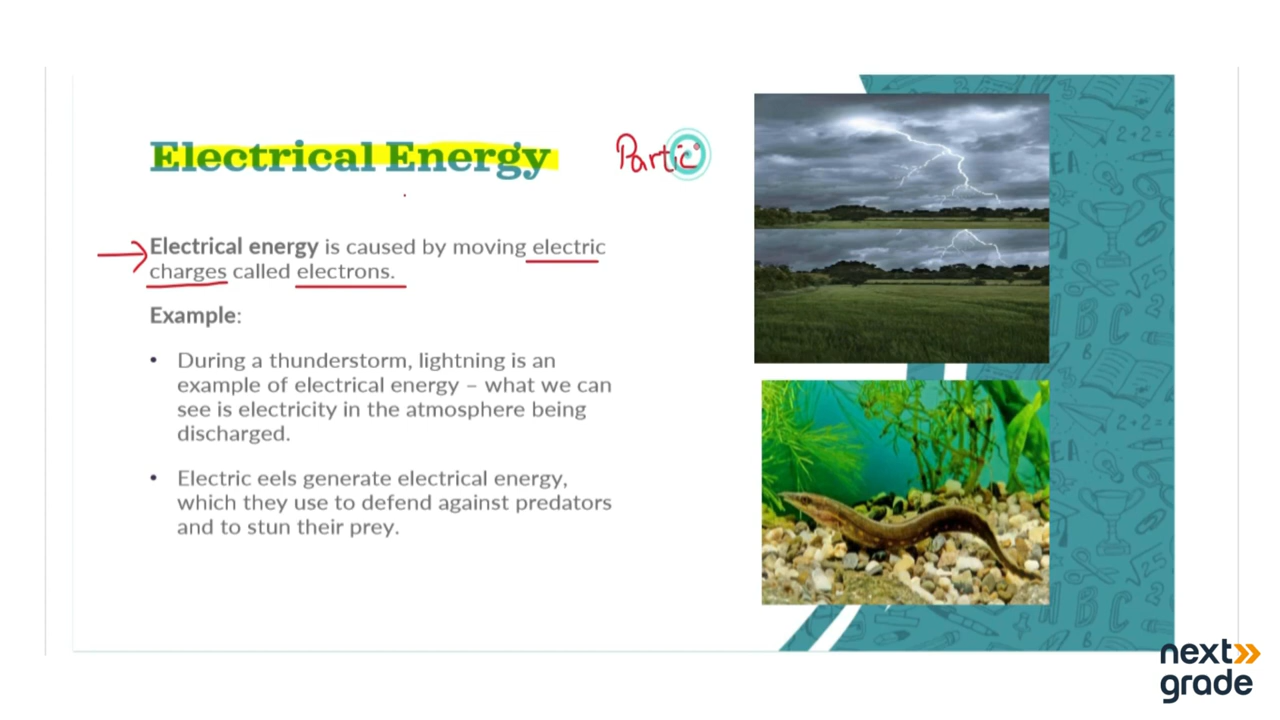 Electrical Energy
Partic
Electrical energy is caused by moving electric
charges called electrons.
Example:
• During a thunderstorm, lightning is an
example of electrical energy – what we can
see is electricity in the atmosphere being
discharged.
• Electric eels generate electrical energy,
which they use to defend against predators
and to stun their prey.
next
grade